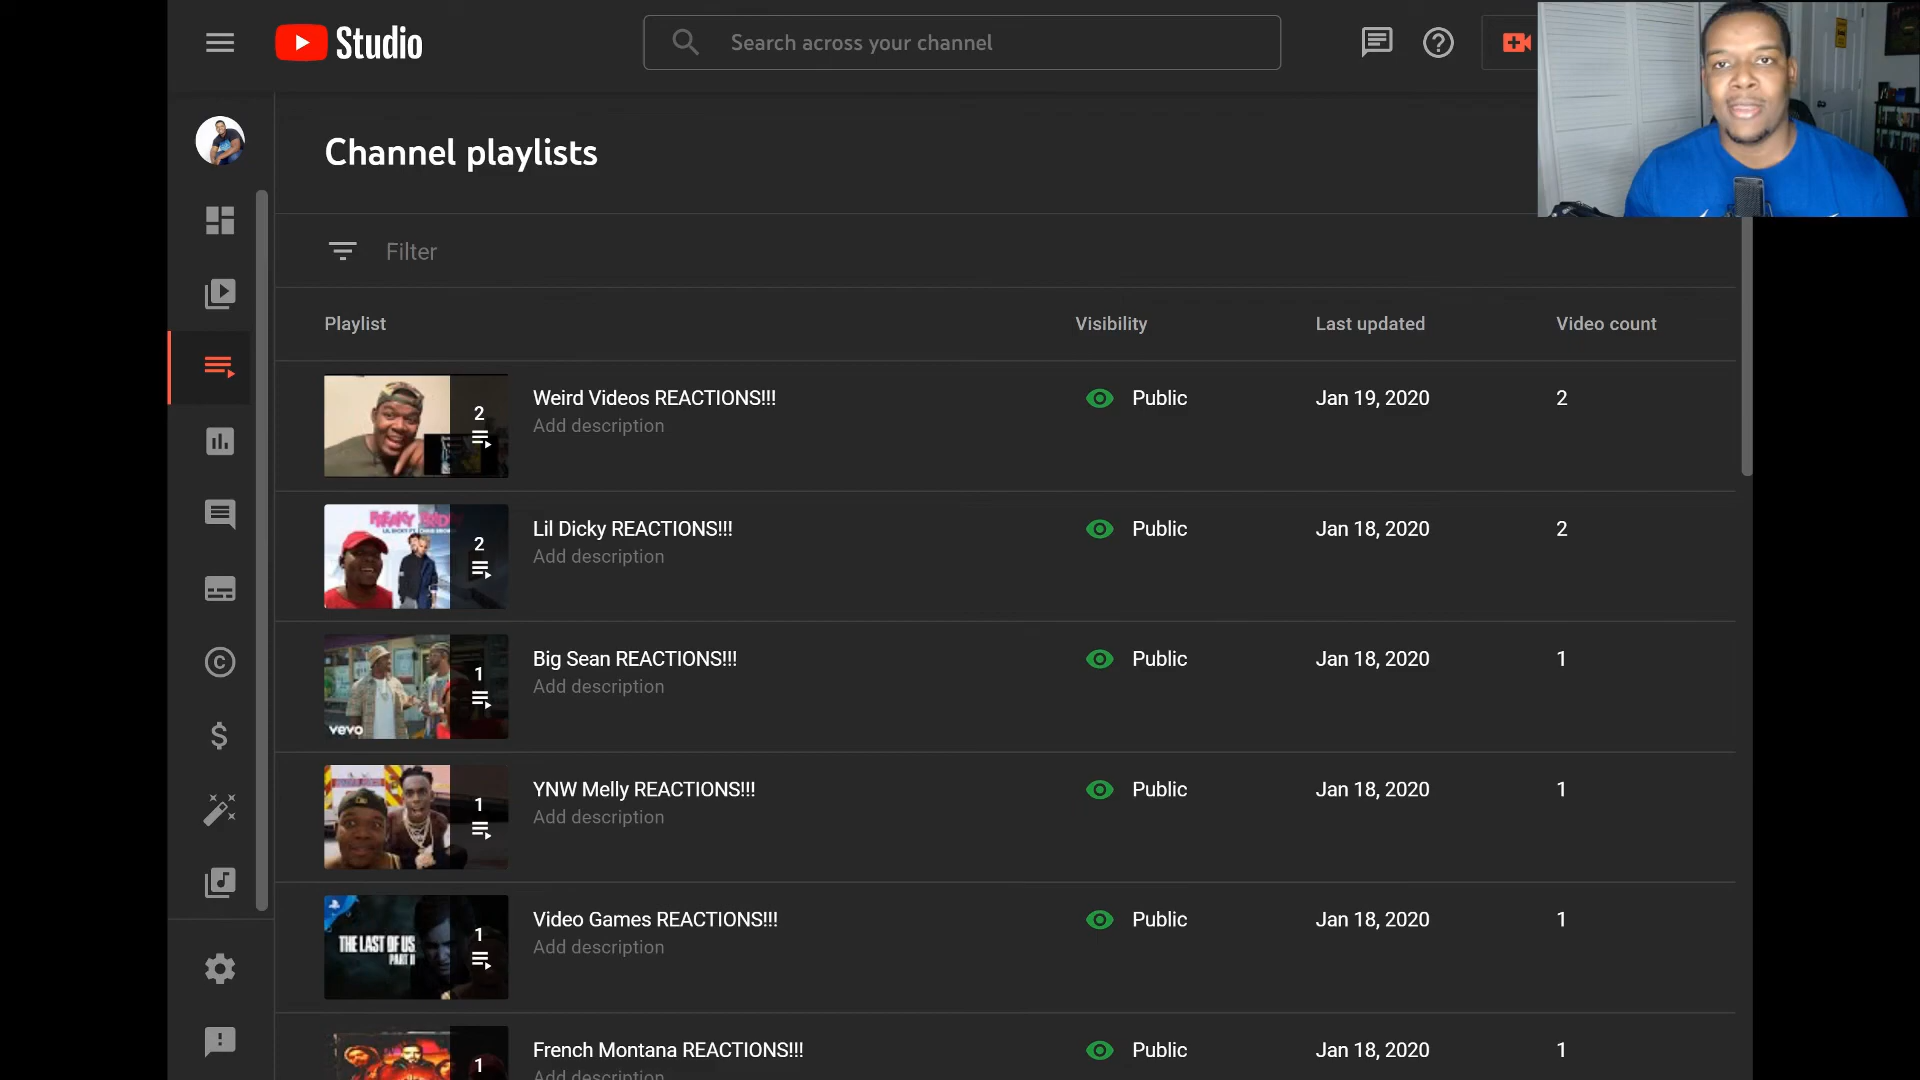 Studio
Search across your channel
Channel playlists
Filter
Playlist Visibility Last updated Video count
2
Weird Videos REACTIONS!!! Public Jan 19, 2020 2
Add description
2
Lil Dicky REACTIONS!!! Public Jan 18, 2020 2
Add description
1
vevo
Big Sean REACTIONS!!! Public Jan 18, 2020 1
Add description
1
YNW Melly REACTIONS!!! Public Jan 18, 2020 1
Add description
1
THE LAST OF US
PART II
Video Games REACTIONS!!! Public Jan 18, 2020 1
Add description
1
French Montana REACTIONS!!! Public Jan 18, 2020 1
Add description